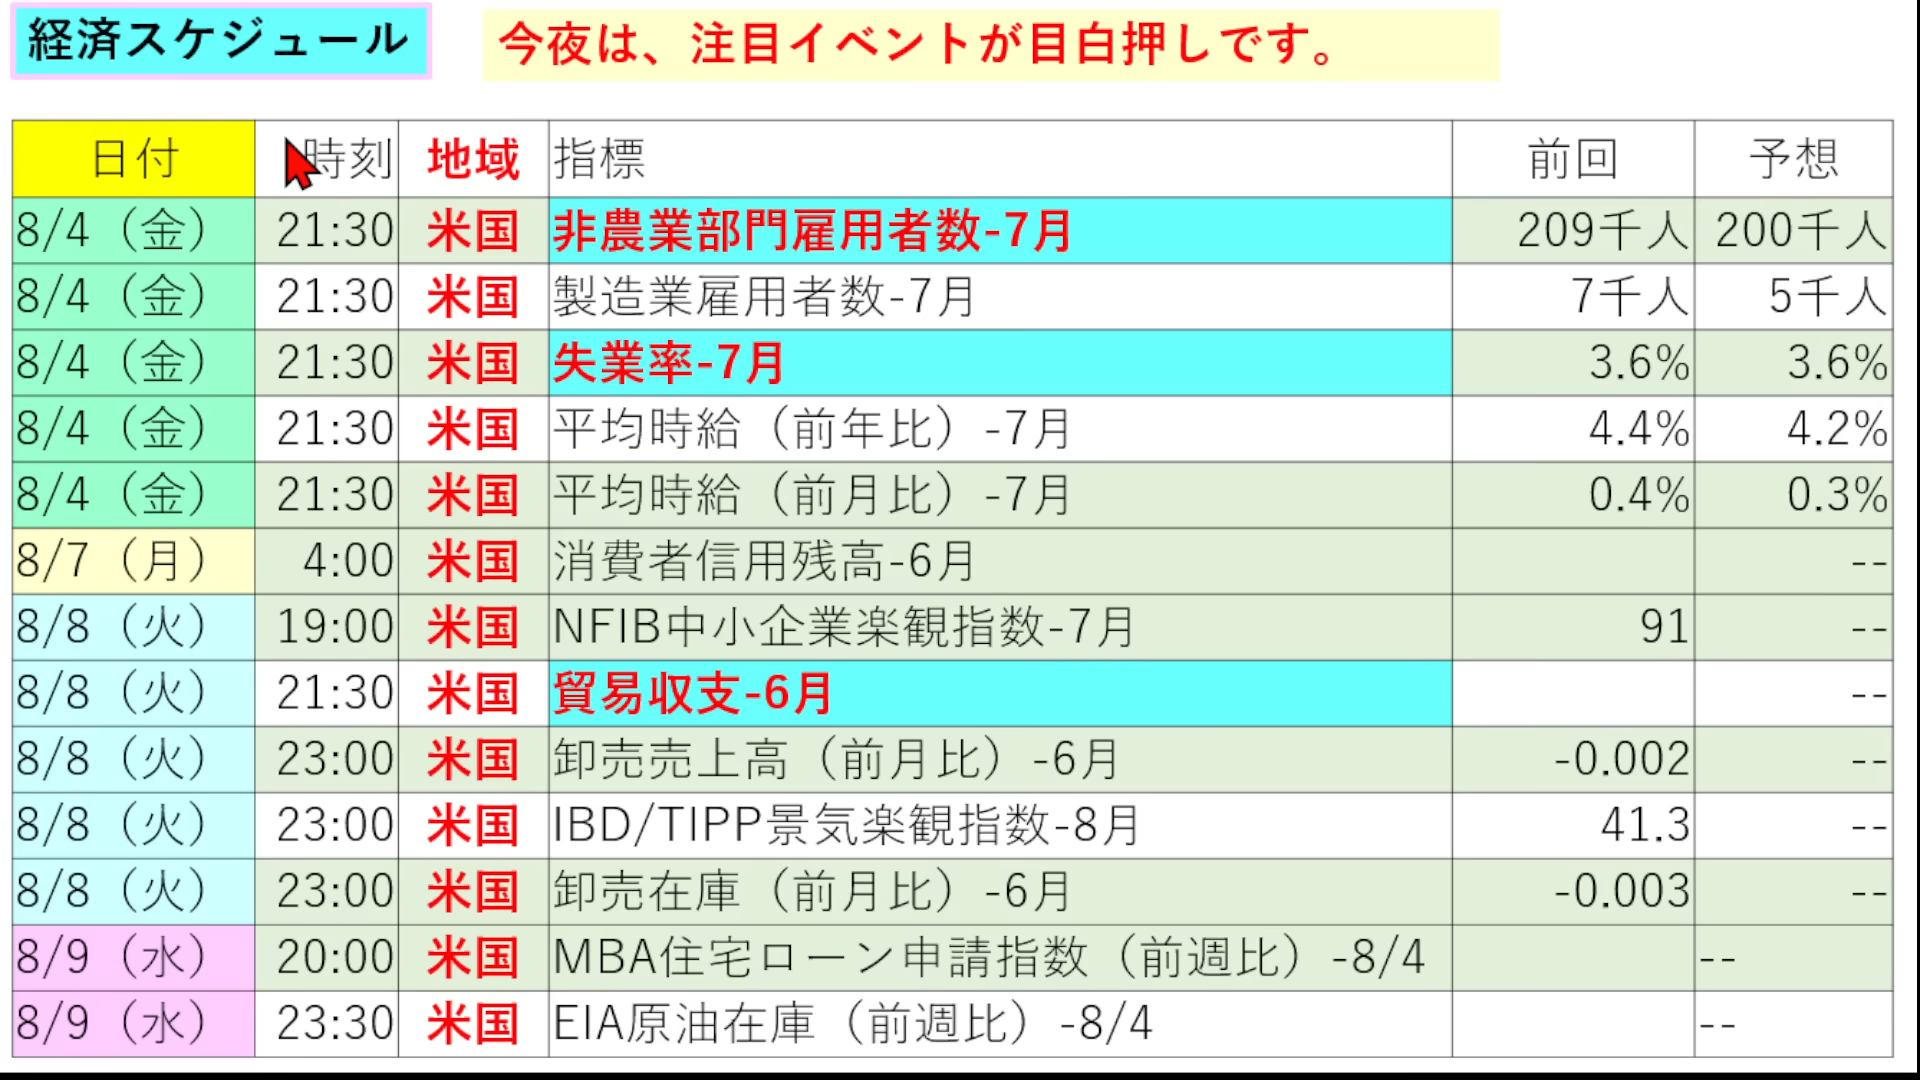 経済スケジュール 今夜は、注目イベントが目白押しです。
日付 時刻 地域 指標 前回 予想
8/4（金） 21:30 米国 非農業部門雇用者数-7月 209千人 200千人
8/4（金） 21:30 米国 製造業雇用者数-7月 7千人 5千人
8/4（金） 21:30 米国 失業率-7月 3.6% 3.6%
8/4（金） 21:30 米国 平均時給（前年比）-7月 4.4% 4.2%
8/4（金） 21:30 米国 平均時給（前月比）-7月 0.4% 0.3%
8/7（月） 4:00 米国 消費者信用残高-6月 --
8/8（火） 19:00 米国 NFIB中小企業楽観指数-7月 91 --
8/8（火） 21:30 米国 貿易収支-6月 --
8/8（火） 23:00 米国 卸売売上高（前月比）-6月 -0.002 --
8/8（火） 23:00 米国 IBD/TIPP景気楽観指数-8月 41.3 --
8/8（火） 23:00 米国 卸売在庫（前月比）-6月 -0.003 --
8/9（水） 20:00 米国 MBA住宅ローン申請指数（前週比）-8/4 --
8/9（水） 23:30 米国 EIA原油在庫（前週比）-8/4 --